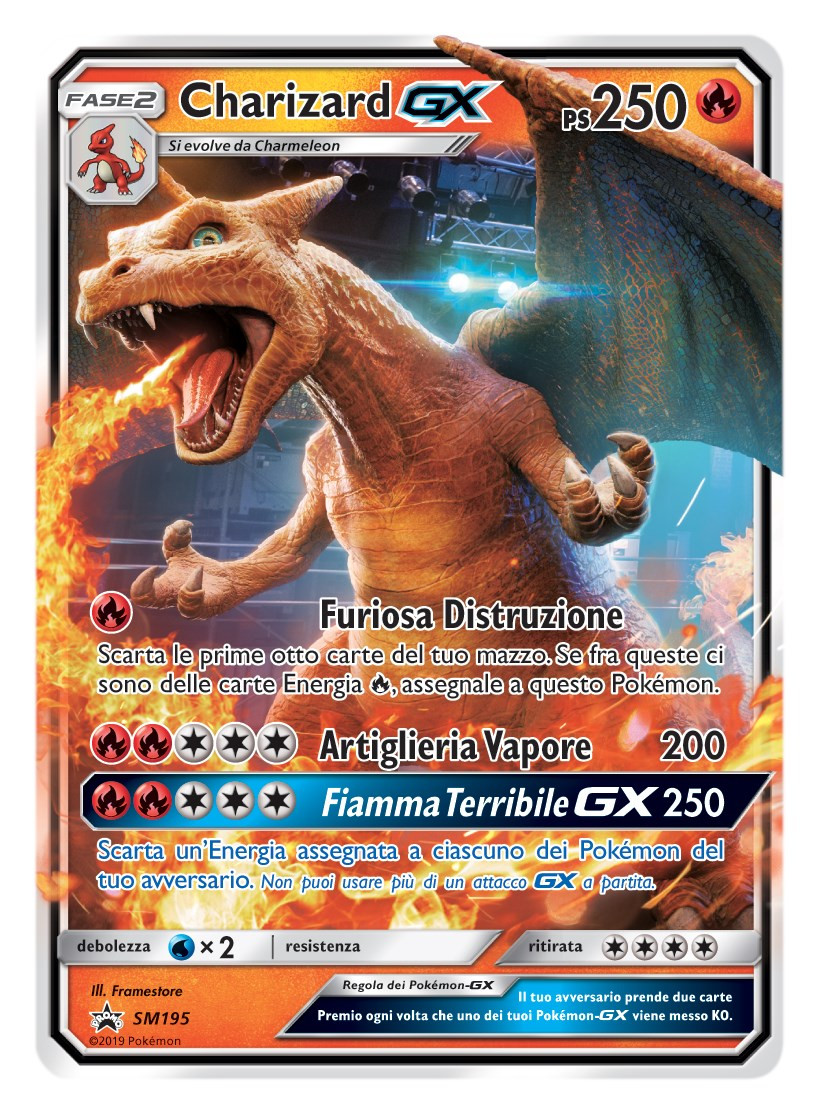 FASE2
Charizard GX
PS250
Si evolve da Charmeleon
Furiosa Distruzione
Scarta le prime otto carte del tuo mazzo. Se fra queste ci
sono delle carte Energia , assegnale a questo Pokémon.
Artiglieria Vapore 200
Fiamma Terribile GX 250
Scarta un'Energia assegnata a ciascuno dei Pokémon del
tuo avversario. Non puoi usare più di un attacco GX a partita.
debolezza × 2 resistenza ritirata
Ill. Framestore
Regola dei Pokémon-GX
Il tuo avversario prende due carte
Premio ogni volta che uno dei tuoi Pokémon-GX viene messo KO.
PROMO SM195
©2019 Pokémon